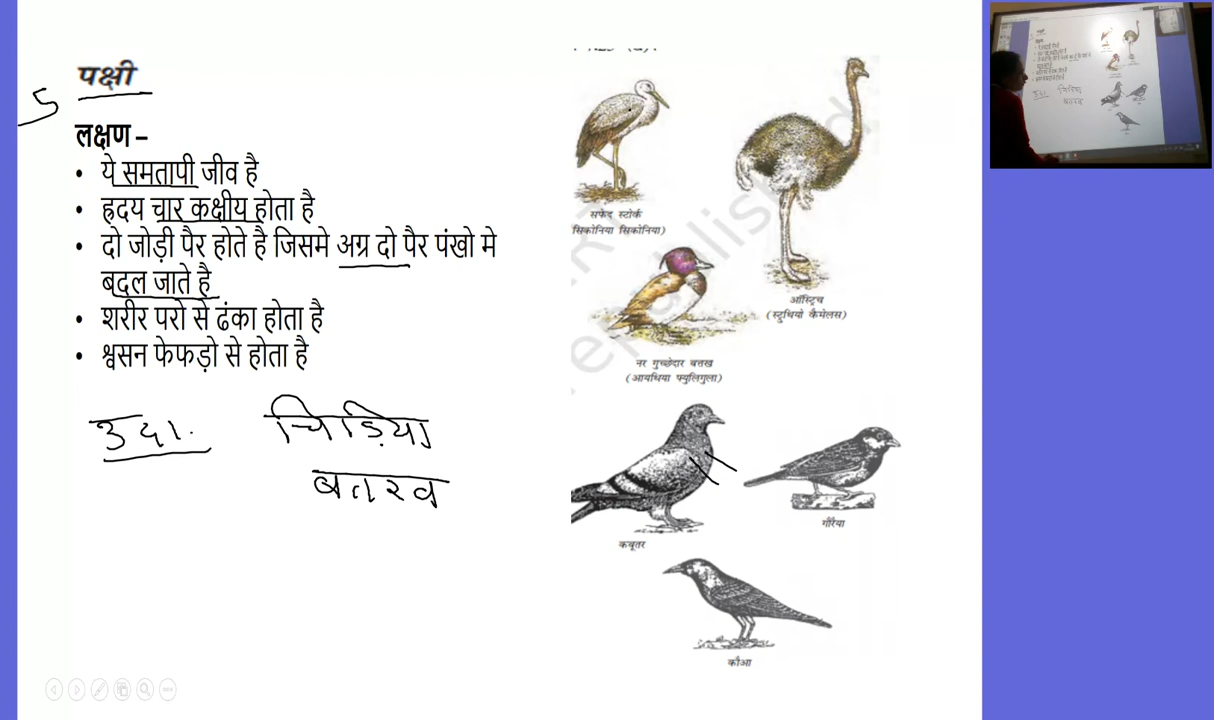 5
पक्षी
लक्षण –
• ये समतापी जीव है
• ह्रदय चार कक्षीय होता है
• दो जोड़ी पैर होते है जिसमे अग्र दो पैर पंखो मे
बदल जाते है
• शरीर परो से ढंका होता है
• श्वसन फेफड़ो से होता है
उदा. चिड़िया
बतख
सफेद स्टोर्क
(सिकोनिया सिकोनिया)
ऑस्ट्रिच
(स्टुथियो कैमेलस)
नर गुच्छेदार बत्तख
(आयथिया फ्युलिगुला)
कबूतर
गौरैया
कौआ